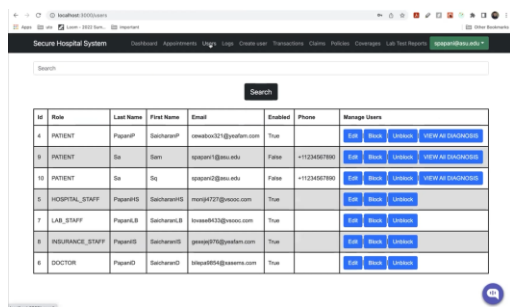 localhost:3000/users
Apps
Loom - 2022 Sum...
important
Other Bookmarks
Secure Hospital System Dashboard Appointments Users Logs Create user Transactions Claims Policies Coverages Lab Test Reports spapani@asu.edu
Search
Search
Id Role Last Name First Name Email Enabled Phone Manage Users
4 PATIENT PapaniP SaicharanP cewabox321@yeafam.com True Edit Block Unblock VIEW All DIAGNOSIS
9 PATIENT Sa Sam spapani1@asu.edu False +11234567890 Edit Block Unblock VIEW All DIAGNOSIS
10 PATIENT Sa Sq spapani2@asu.edu False +11234567890 Edit Block Unblock VIEW All DIAGNOSIS
5 HOSPITAL_STAFF PapaniHS SaicharanHS True Edit Block Unblock
7 LAB_STAFF PapaniLB SaicharanLB True Edit Block Unblock
8 INSURANCE_STAFF PapaniIS SaicharanIS True Edit Block Unblock
6 DOCTOR PapaniD SaicharanD True Edit Block Unblock